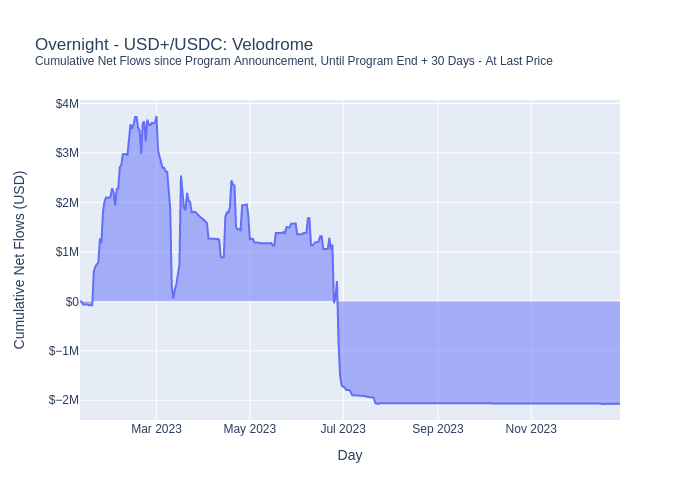 Overnight - USD+/USDC: Velodrome
Cumulative Net Flows since Program Announcement, Until Program End + 30 Days - At Last Price
Cumulative Net Flows (USD)
$4M
$3M
$2M
$1M
$0
$−1M
$−2M
Mar 2023
May 2023
Jul 2023
Sep 2023
Nov 2023
Day